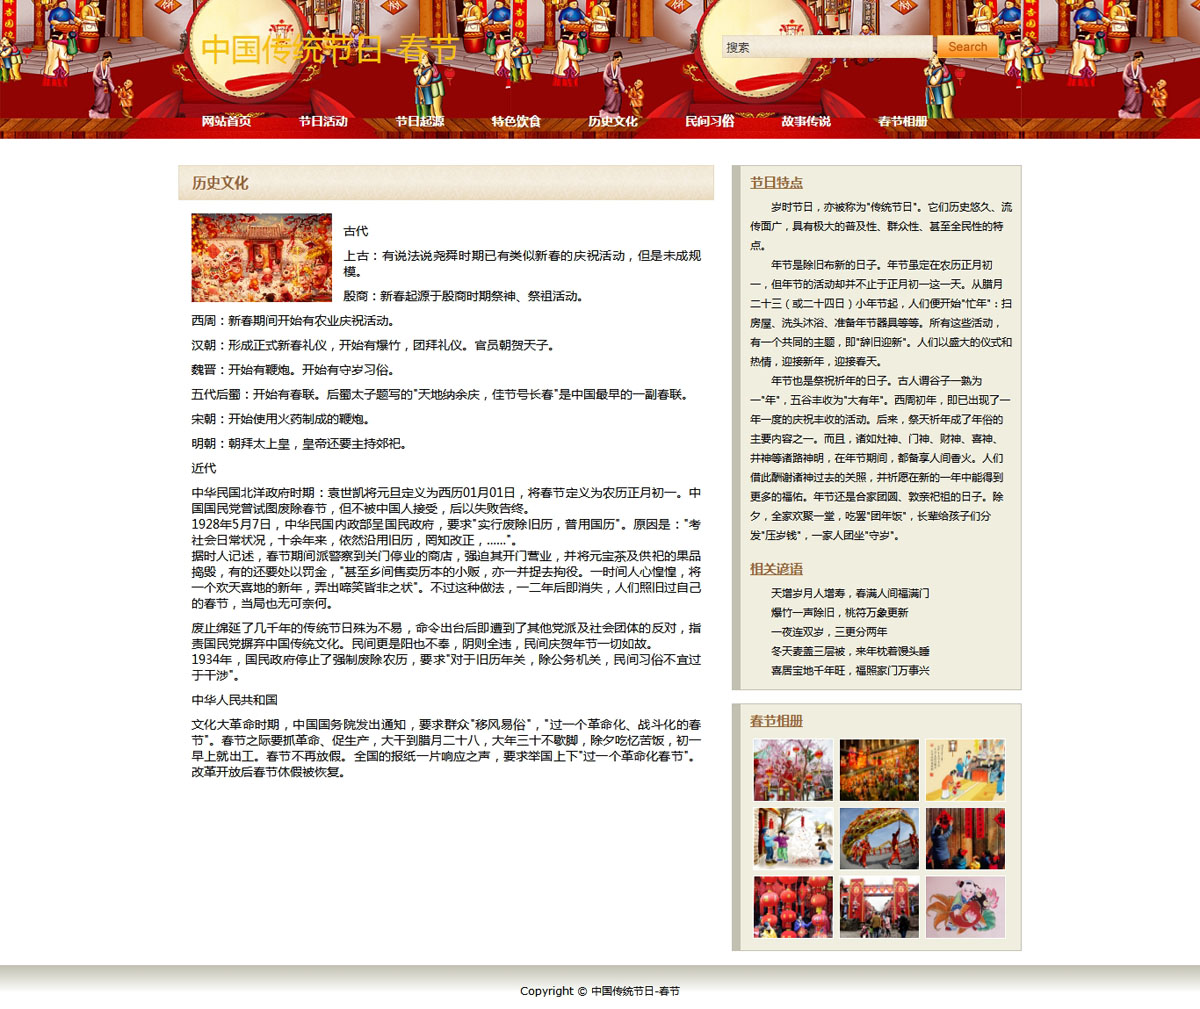 中国传统节日-春节
搜索
Search
网站首页 节日活动 节日起源 特色饮食 历史文化 民间习俗 故事传说 春节相册
历史文化
古代
上古：有说法说尧舜时期已有类似新春的庆祝活动，但是未成规
模。
殷商：新春起源于殷商时期祭神、祭祖活动。
西周：新春期间开始有农业庆祝活动。
汉朝：形成正式新春礼仪，开始有爆竹，团拜礼仪。官员朝贺天子。
魏晋：开始有鞭炮。开始有守岁习俗。
五代后蜀：开始有春联。后蜀太子题写的"天地纳余庆，佳节号长春"是中国最早的一副春联。
宋朝：开始使用火药制成的鞭炮。
明朝：朝拜太上皇，皇帝还要主持郊祀。
近代
中华民国北洋政府时期：袁世凯将元旦定义为西历01月01日，将春节定义为农历正月初一。中
国国民党曾试图废除春节，但不被中国人接受，后以失败告终。
1928年5月7日，中华民国内政部呈国民政府，要求"实行废除旧历，普用国历"。原因是："考
社会日常状况，十余年来，依然沿用旧历，罔知改正，……"。
据时人记述，春节期间派警察到关门停业的商店，强迫其开门营业，并将元宝茶及供祀的果品
捣毁，有的还要处以罚金，"甚至乡间售卖历本的小贩，亦一并捉去拘役。一时间人心惶惶，将
一个欢天喜地的新年，弄出啼笑皆非之状"。不过这种做法，一二年后即消失，人们照旧过自己
的春节，当局也无可奈何。
废止绵延了几千年的传统节日殊为不易，命令出台后即遭到了其他党派及社会团体的反对，指
责国民党摒弃中国传统文化。民间更是阳也不奉，阴则全违，民间庆贺年节一切如故。
1934年，国民政府停止了强制废除农历，要求"对于旧历年关，除公务机关，民间习俗不宜过
于干涉"。
中华人民共和国
文化大革命时期，中国国务院发出通知，要求群众"移风易俗"，"过一个革命化、战斗化的春
节"。春节之际要抓革命、促生产，大干到腊月二十八，大年三十不歇脚，除夕吃忆苦饭，初一
早上就出工。春节不再放假。全国的报纸一片响应之声，要求举国上下"过一个革命化春节"。
改革开放后春节休假被恢复。
节日特点
岁时节日，亦被称为"传统节日"。它们历史悠久、流
传面广，具有极大的普及性、群众性、甚至全民性的特
点。
年节是除旧布新的日子。年节虽定在农历正月初
一，但年节的活动却并不止于正月初一这一天。从腊月
二十三（或二十四日）小年节起，人们便开始"忙年"：扫
房屋、洗头沐浴、准备年节器具等等。所有这些活动，
有一个共同的主题，即"辞旧迎新"。人们以盛大的仪式和
热情，迎接新年，迎接春天。
年节也是祭祝祈年的日子。古人谓谷子一熟为
一"年"，五谷丰收为"大有年"。西周初年，即已出现了一
年一度的庆祝丰收的活动。后来，祭天祈年成了年俗的
主要内容之一。而且，诸如灶神、门神、财神、喜神、
井神等诸路神明，在年节期间，都备享人间香火。人们
借此酬谢诸神过去的关照，并祈愿在新的一年中能得到
更多的福佑。年节还是合家团圆、敦亲祀祖的日子。除
夕，全家欢聚一堂，吃罢"团年饭"，长辈给孩子们分
发"压岁钱"，一家人团坐"守岁"。
相关谚语
天增岁月人增寿，春满人间福满门
爆竹一声除旧，桃符万象更新
一夜连双岁，三更分两年
冬天麦盖三层被，来年枕着馒头睡
喜居宝地千年旺，福照家门万事兴
春节相册
Copyright © 中国传统节日-春节